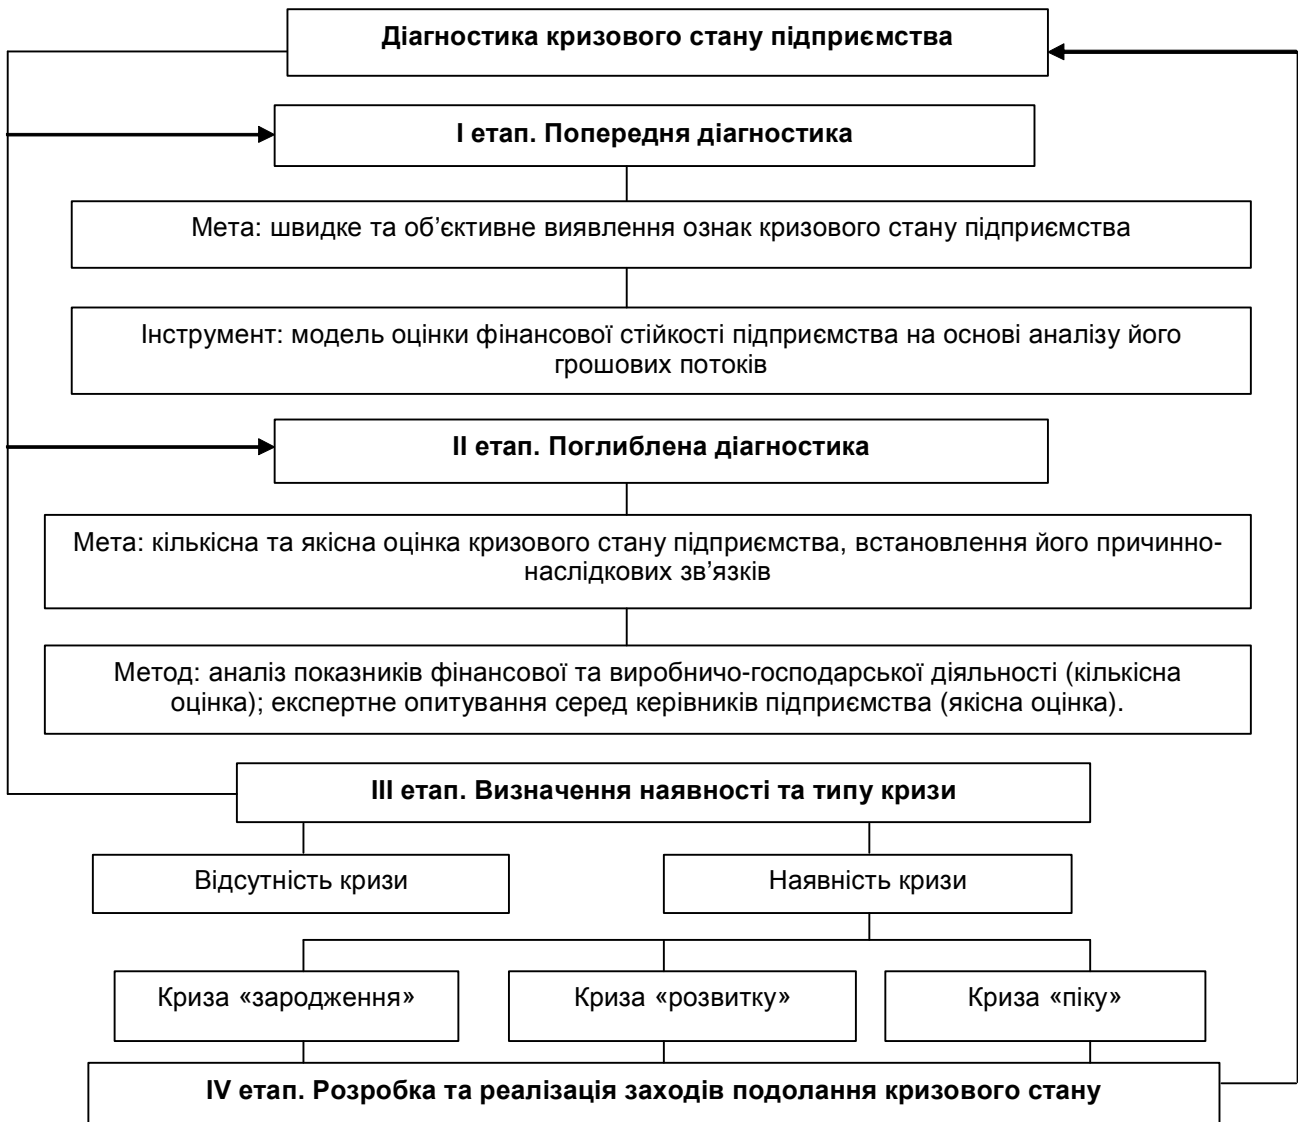 Діагностика кризового стану підприємства
І етап. Попередня діагностика
Мета: швидке та об’єктивне виявлення ознак кризового стану підприємства
Інструмент: модель оцінки фінансової стійкості підприємства на основі аналізу його
грошових потоків
ІІ етап. Поглиблена діагностика
Мета: кількісна та якісна оцінка кризового стану підприємства, встановлення його причинно-
наслідкових зв’язків
Метод: аналіз показників фінансової та виробничо-господарської діяльності (кількісна
оцінка); експертне опитування серед керівників підприємства (якісна оцінка).
ІІІ етап. Визначення наявності та типу кризи
Відсутність кризи
Наявність кризи
Криза «зародження»
Криза «розвитку»
Криза «піку»
IV етап. Розробка та реалізація заходів подолання кризового стану